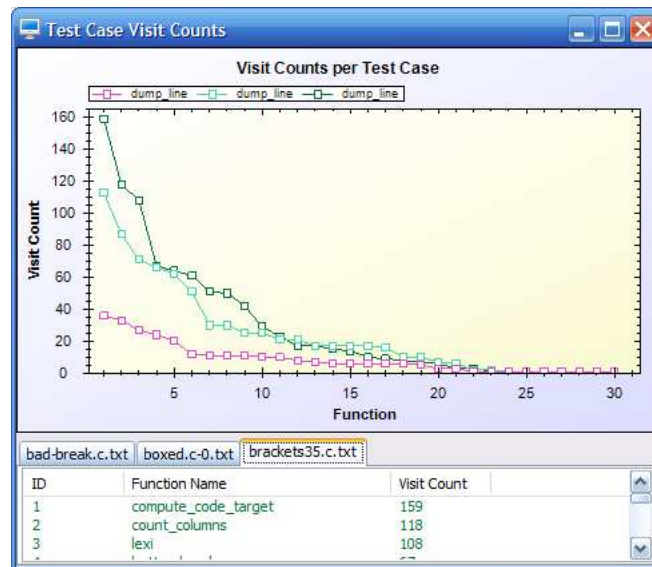 Test Case Visit Counts
Visit Counts per Test Case
dump_line dump_line dump_line
160
140
120
100
80
60
40
20
0
Visit Count
5 10 15 20 25 30
Function
bad-break.c.txt boxed.c-0.txt brackets35.c.txt
ID Function Name Visit Count
1 compute_code_target 159
2 count_columns 118
3 lexi 108